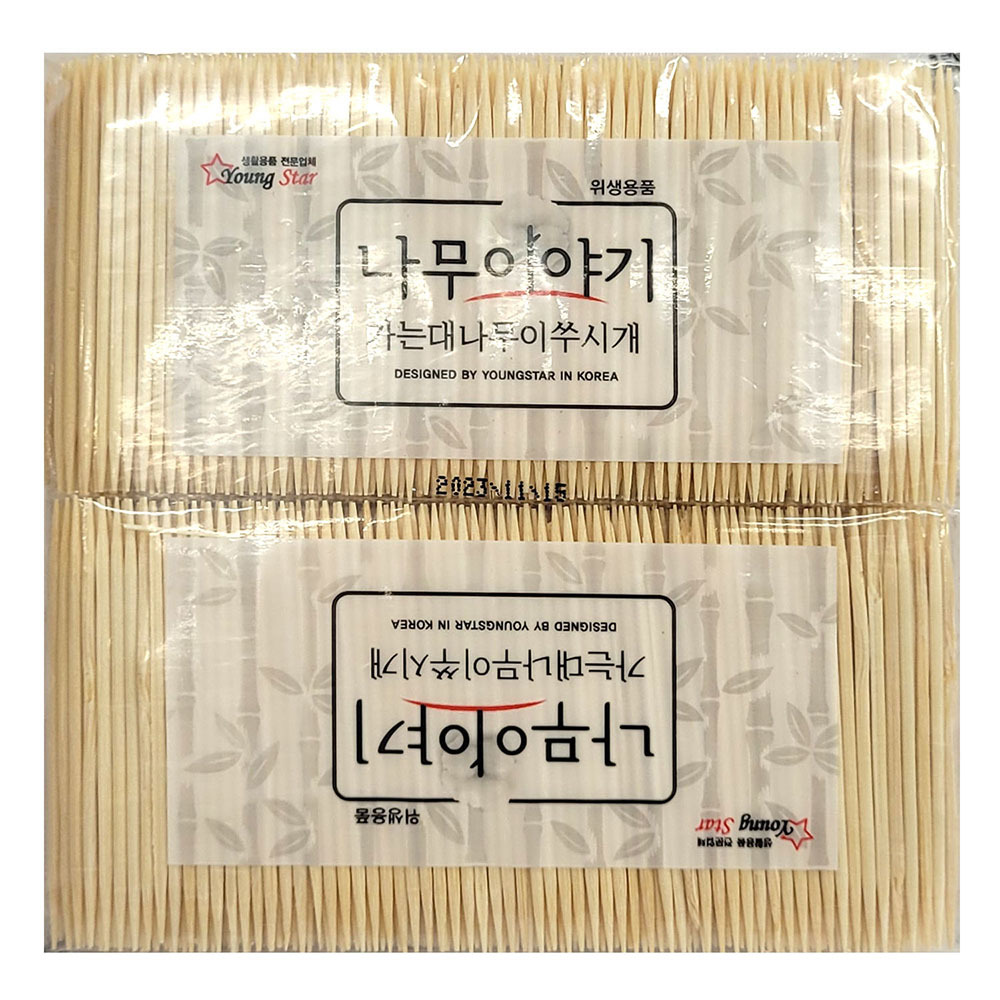 생활용품 전문업체
Young Star
위생용품
나무이야기
가는대나무이쑤시개
DESIGNED BY YOUNGSTAR IN KOREA
2023.11.15
DESIGNED BY YOUNGSTAR IN KOREA
가는대나무이쑤시개
나무이야기
위생용품
Young Star
생활용품 전문업체